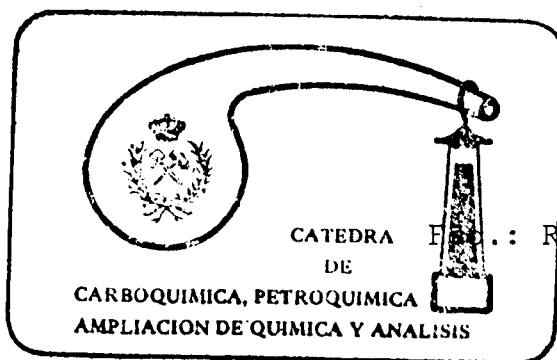 CATEDRA
DE
CARBOQUIMICA, PETROQUIMICA
AMPLIACION DE QUIMICA Y ANALISIS
.: R